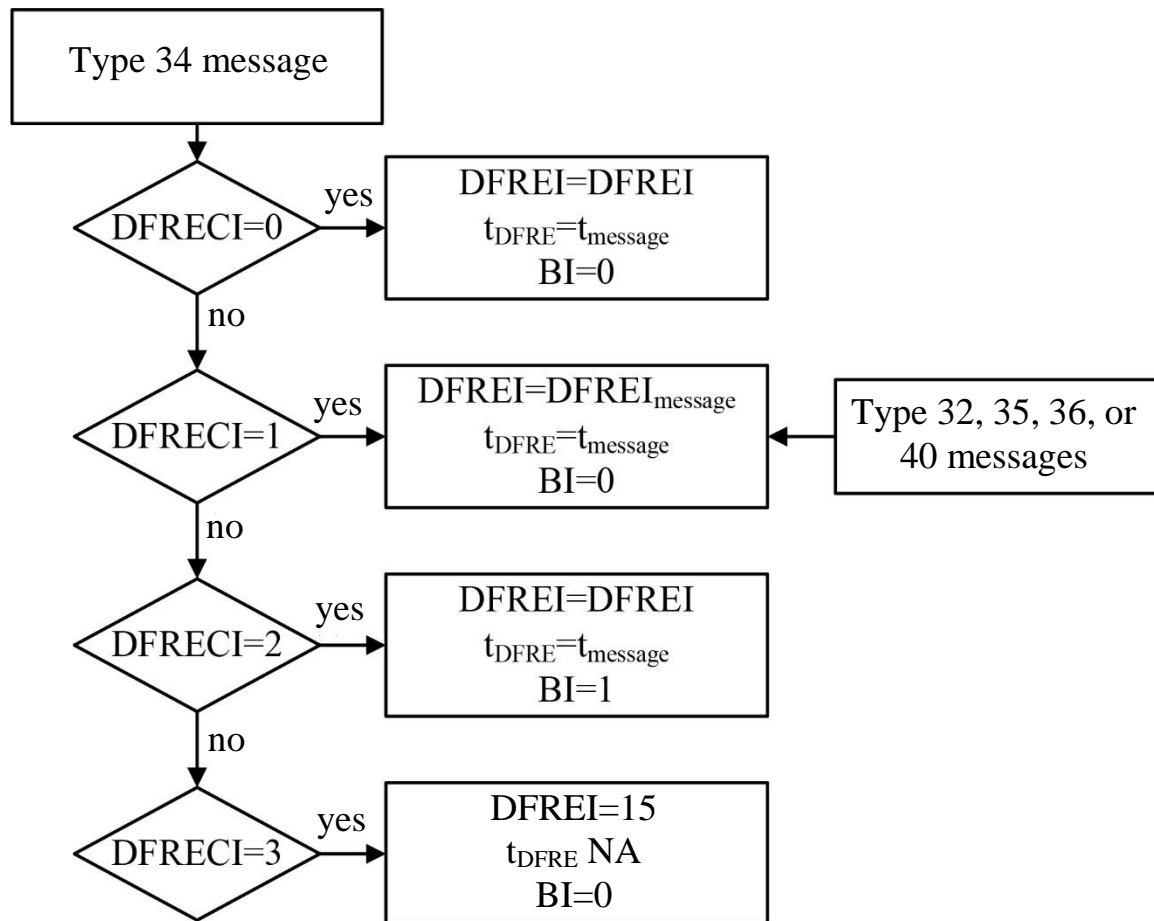 Type 34 message
DFRECI=0
yes
DFREI=DFREI
tDFRE=tmessage
BI=0
no
DFRECI=1
yes
DFREI=DFREImessage
tDFRE=tmessage
BI=0
Type 32, 35, 36, or
40 messages
no
DFRECI=2
yes
DFREI=DFREI
tDFRE=tmessage
BI=1
no
DFRECI=3
yes
DFREI=15
tDFRE NA
BI=0